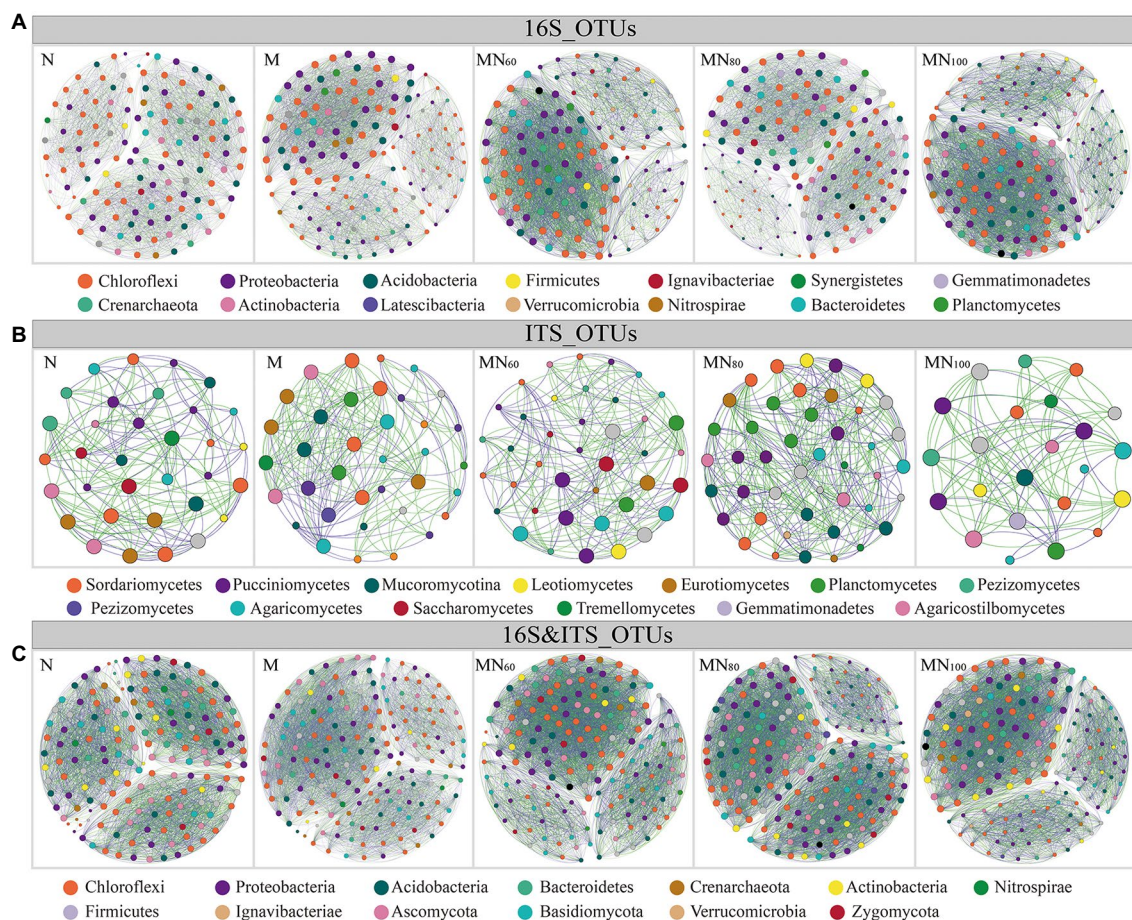 A
16S_OTUs
N M MN60 MN80 MN100
Chloroflexi Proteobacteria Acidobacteria Firmicutes Ignavibacteriae Synergistetes Gemmatimonadetes
Crenarchaeota Actinobacteria Latescibacteria Verrucomicrobia Nitrospirae Bacteroidetes Planctomycetes
B
ITS_OTUs
N M MN60 MN80 MN100
Sordariomycetes Pucciniomycetes Mucoromycotina Leotiomycetes Eurotiomycetes Planctomycetes Pezizomycetes
Pezizomycetes Agaricomycetes Saccharomycetes Tremellomycetes Gemmatimonadetes Agaricostilbomycetes
C
16S&ITS_OTUs
N M MN60 MN80 MN100
Chloroflexi Proteobacteria Acidobacteria Bacteroidetes Crenarchaeota Actinobacteria Nitrospirae
Firmicutes Ignavibacteriae Ascomycota Basidiomycota Verrucomicrobia Zygomycota